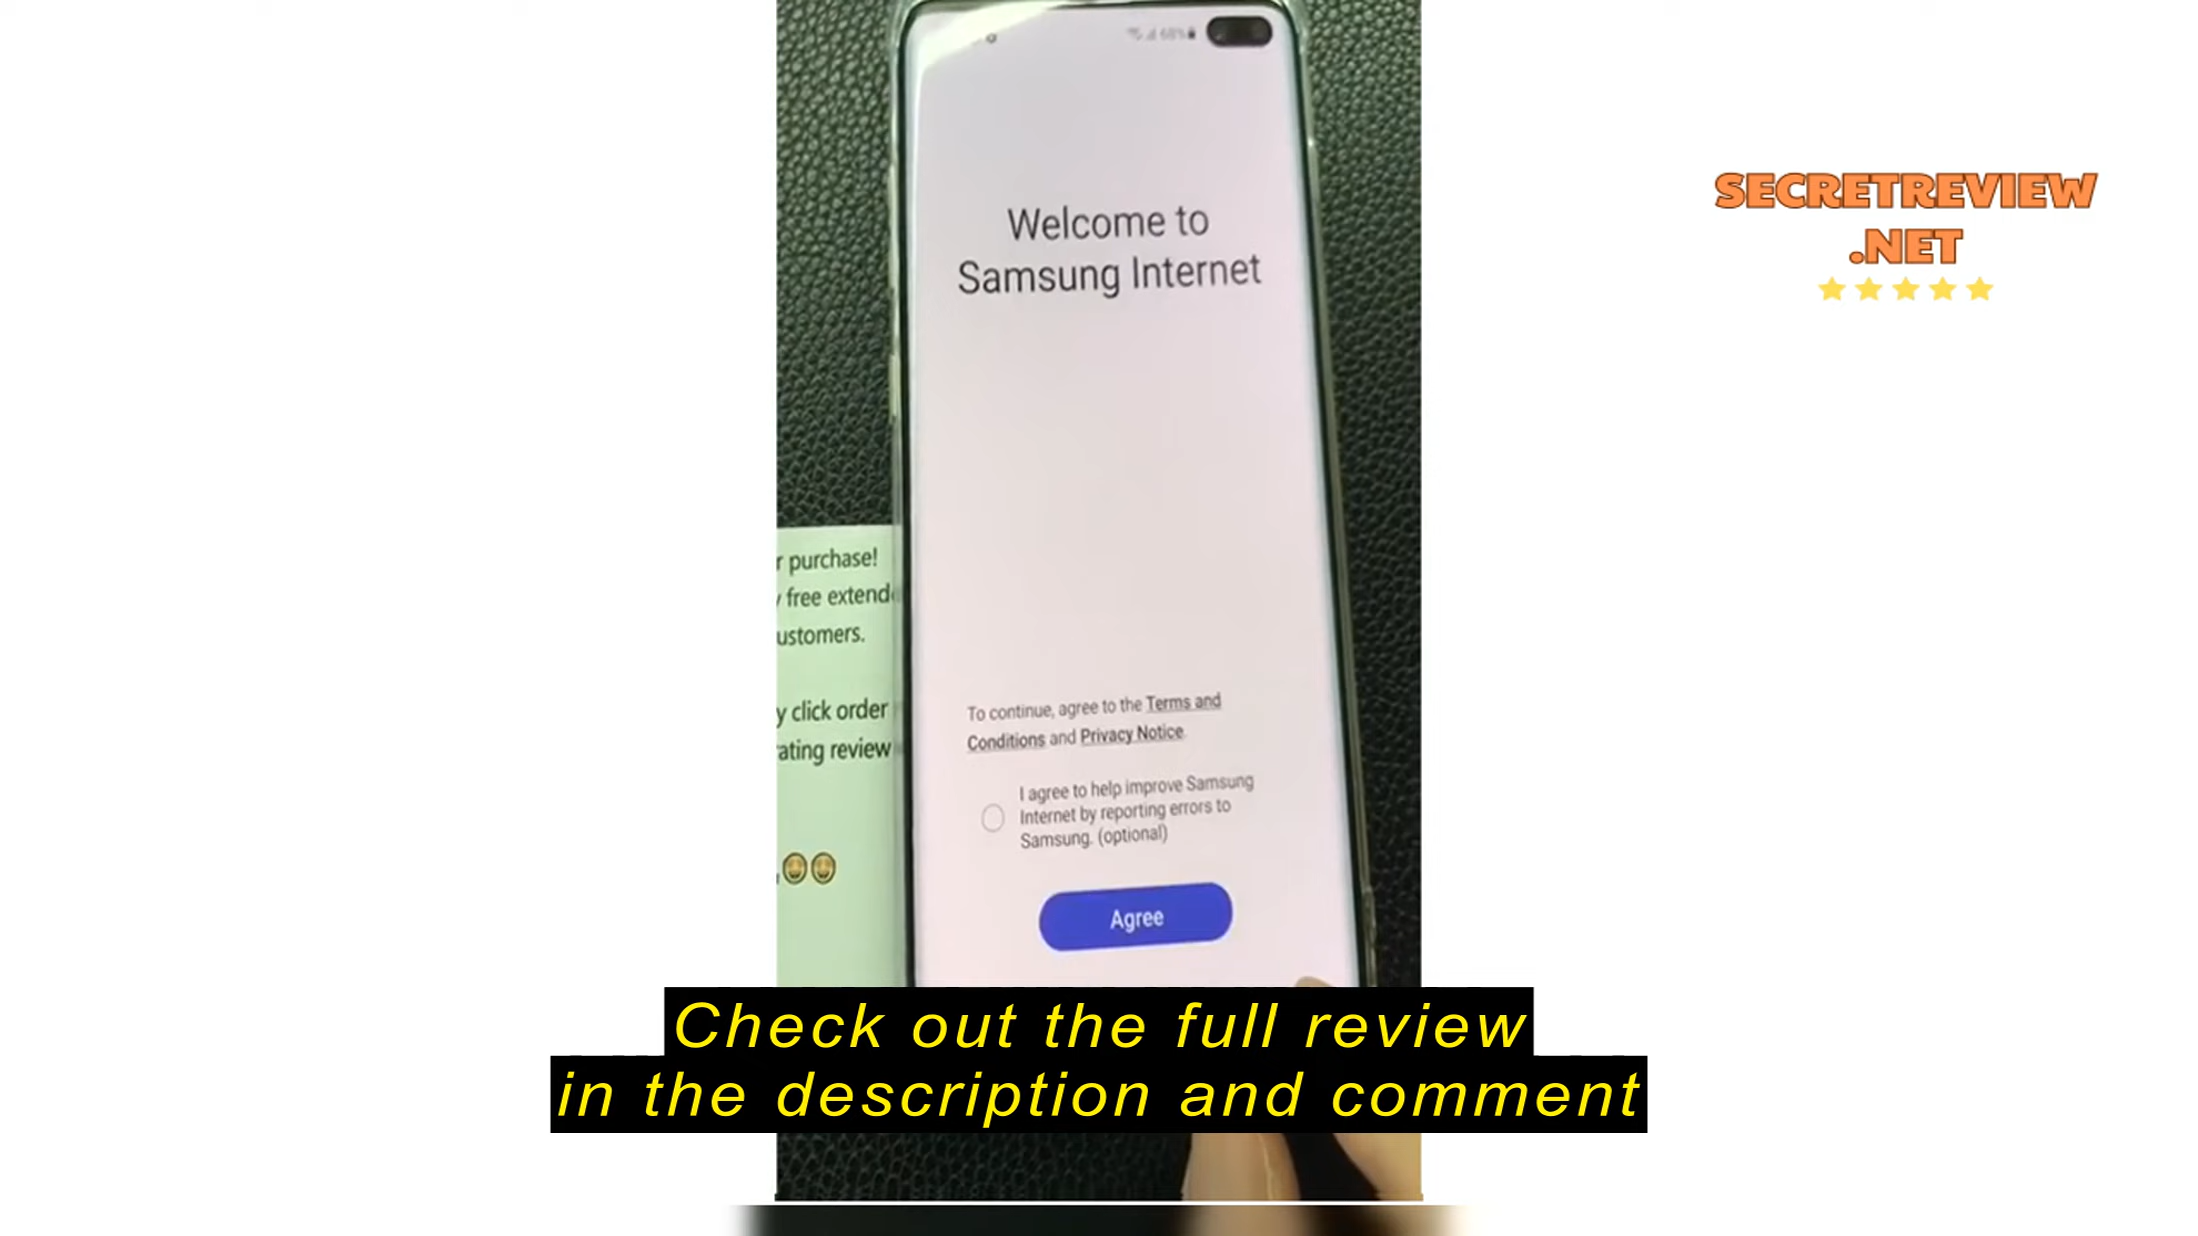 68%
Welcome to
Samsung Internet
SECRETREVIEW
.NET
r purchase!
free extend
ustomers.
y click order
ating review
To continue, agree to the Terms and
Conditions and Privacy Notice.
I agree to help improve Samsung
Internet by reporting errors to
Samsung. (optional)
Agree
Check out the full review
in the description and comment